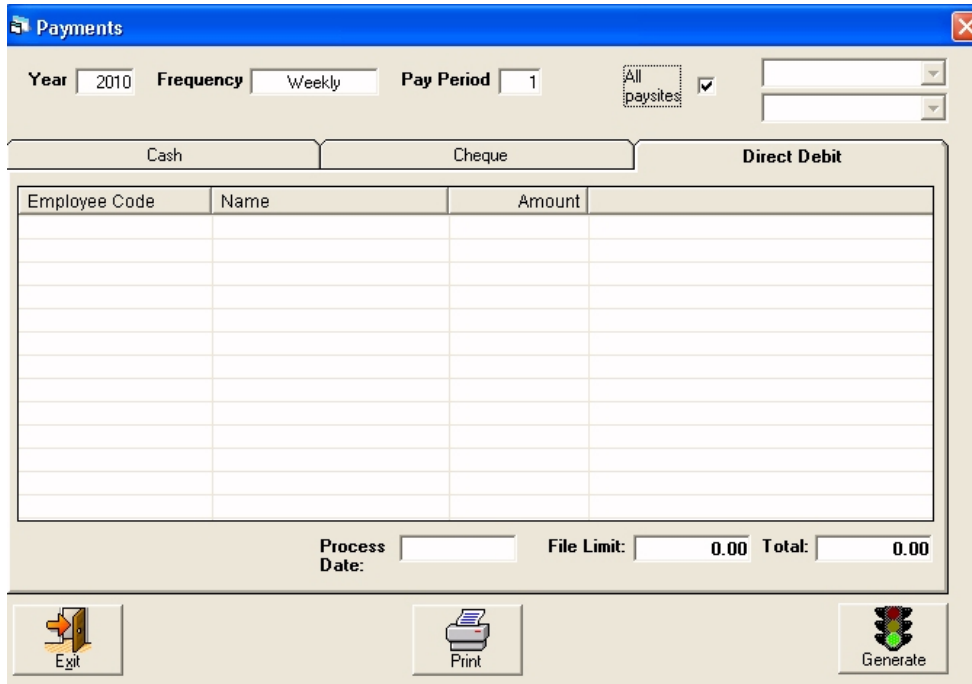 Payments
Year 2010 Frequency Weekly Pay Period 1 All paysites
Cash Cheque Direct Debit
Employee Code Name Amount
Process Date: File Limit: 0.00 Total: 0.00
Exit Print Generate